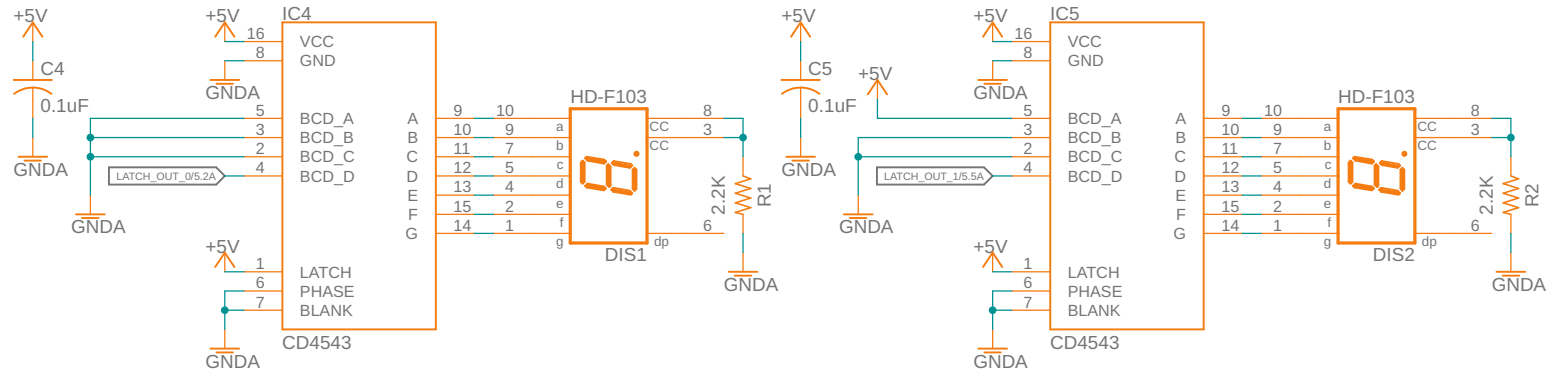 +5V
C4
0.1uF
GNDA
IC4
+5V
16 VCC
8 GND
GNDA
5 BCD_A
3 BCD_B
2 BCD_C
4 BCD_D
LATCH_OUT_0/5.2A
GNDA
+5V
1 LATCH
6 PHASE
7 BLANK
GNDA
CD4543
A 9 10 a
B 10 9 b
C 11 7 c
D 12 5 d
E 13 4 e
F 15 2 f
G 14 1 g
HD-F103
CC 8
CC 3
dp 6
DIS1
2.2K
R1
GNDA
+5V
C5
0.1uF
GNDA
+5V
IC5
+5V
16 VCC
8 GND
GNDA
5 BCD_A
3 BCD_B
2 BCD_C
4 BCD_D
LATCH_OUT_1/5.5A
GNDA
+5V
1 LATCH
6 PHASE
7 BLANK
GNDA
CD4543
A 9 10 a
B 10 9 b
C 11 7 c
D 12 5 d
E 13 4 e
F 15 2 f
G 14 1 g
HD-F103
CC 8
CC 3
dp 6
DIS2
2.2K
R2
GNDA